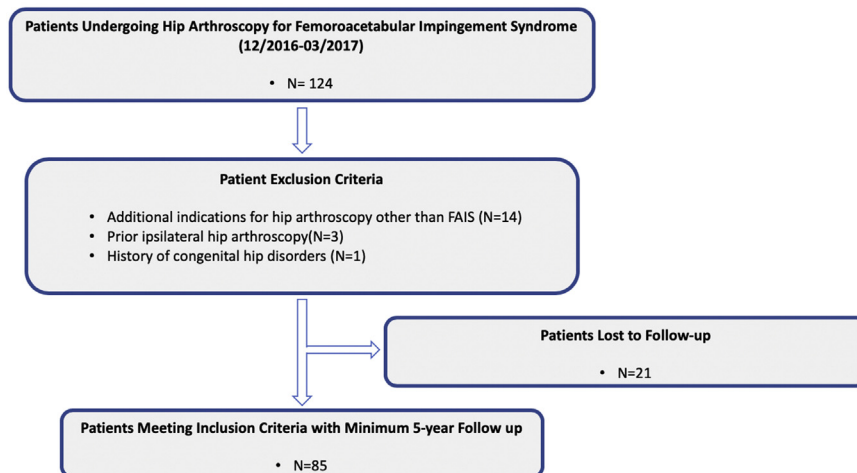 Patients Undergoing Hip Arthroscopy for Femoroacetabular Impingement Syndrome
(12/2016-03/2017)
• N= 124
Patient Exclusion Criteria
• Additional indications for hip arthroscopy other than FAIS (N=14)
• Prior ipsilateral hip arthroscopy(N=3)
• History of congenital hip disorders (N=1)
Patients Lost to Follow-up
• N=21
Patients Meeting Inclusion Criteria with Minimum 5-year Follow up
• N=85